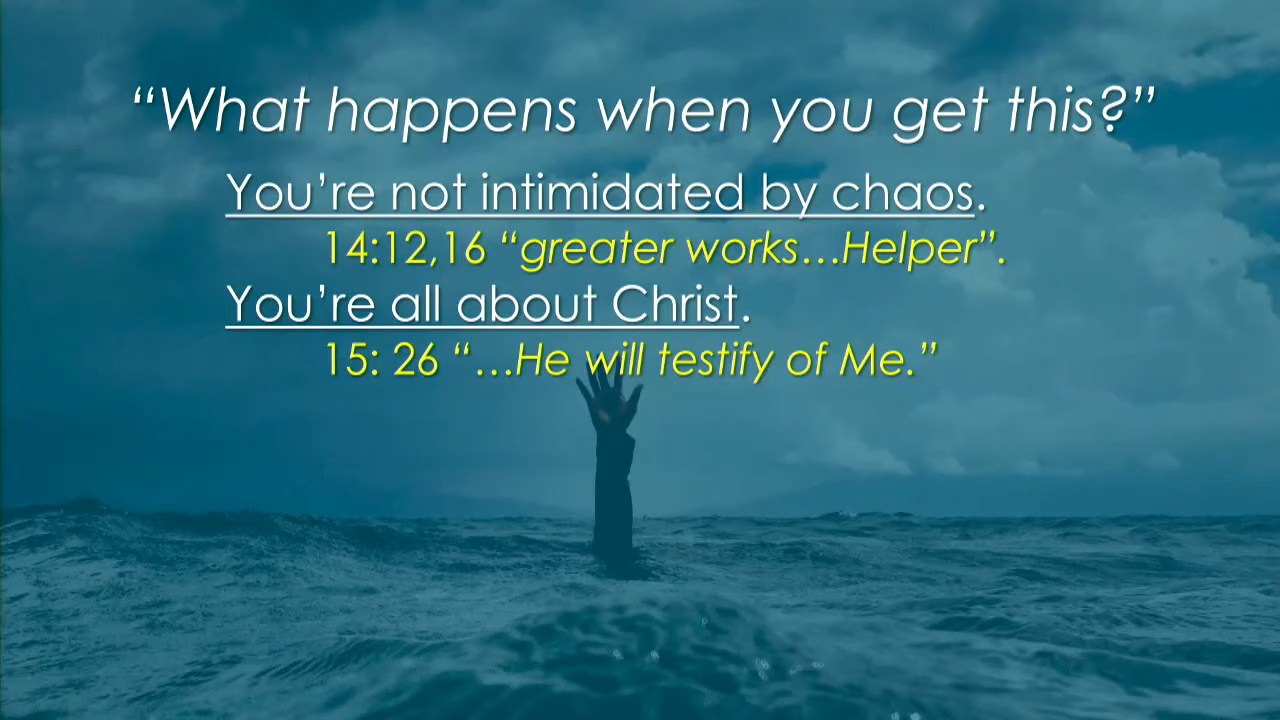 “What happens when you get this?”
You’re not intimidated by chaos.
14:12,16 “greater works…Helper”.
You’re all about Christ.
15: 26 “…He will testify of Me.”